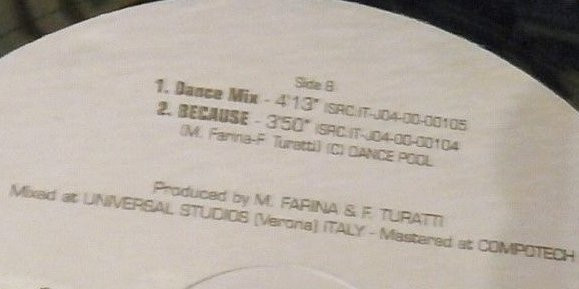 Side B
1. Dance Mix - 4'13" ISRC:IT-J04-00-00105
2. BECAUSE - 3'50" ISRC:IT-J04-00-00104
(M. Farina-F. Turatti) (C) DANCE POOL
Produced by M. FARINA & F. TURATTI
Mixed at UNIVERSAL STUDIOS (Verona) ITALY - Mastered at COMPOTECH